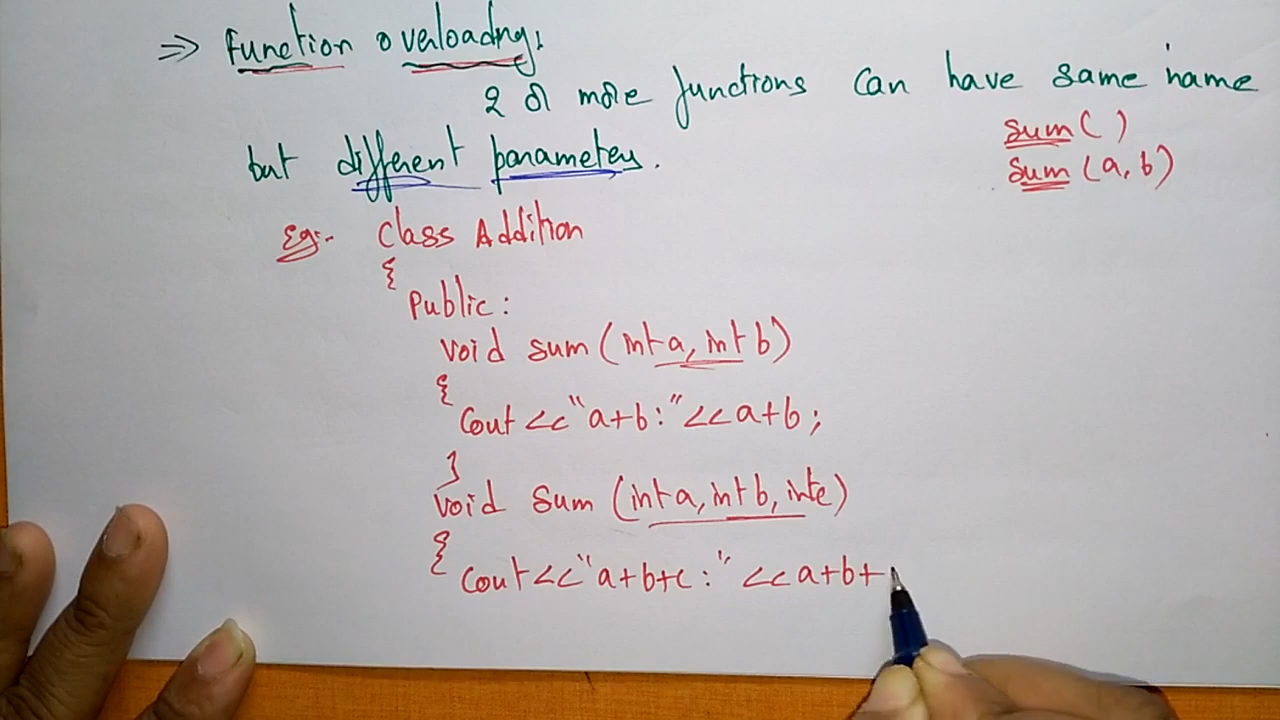 ⇒ Function overloading:
2 or more functions can have same name
but different parameters.
sum( )
sum (a, b)
Eg:- Class Addition
{
Public:
void sum (int a, int b)
{
Cout <<"a+b:"<<a+b;
}
void sum (int a, int b, int c)
{
Cout<<"a+b+c:" <<a+b+